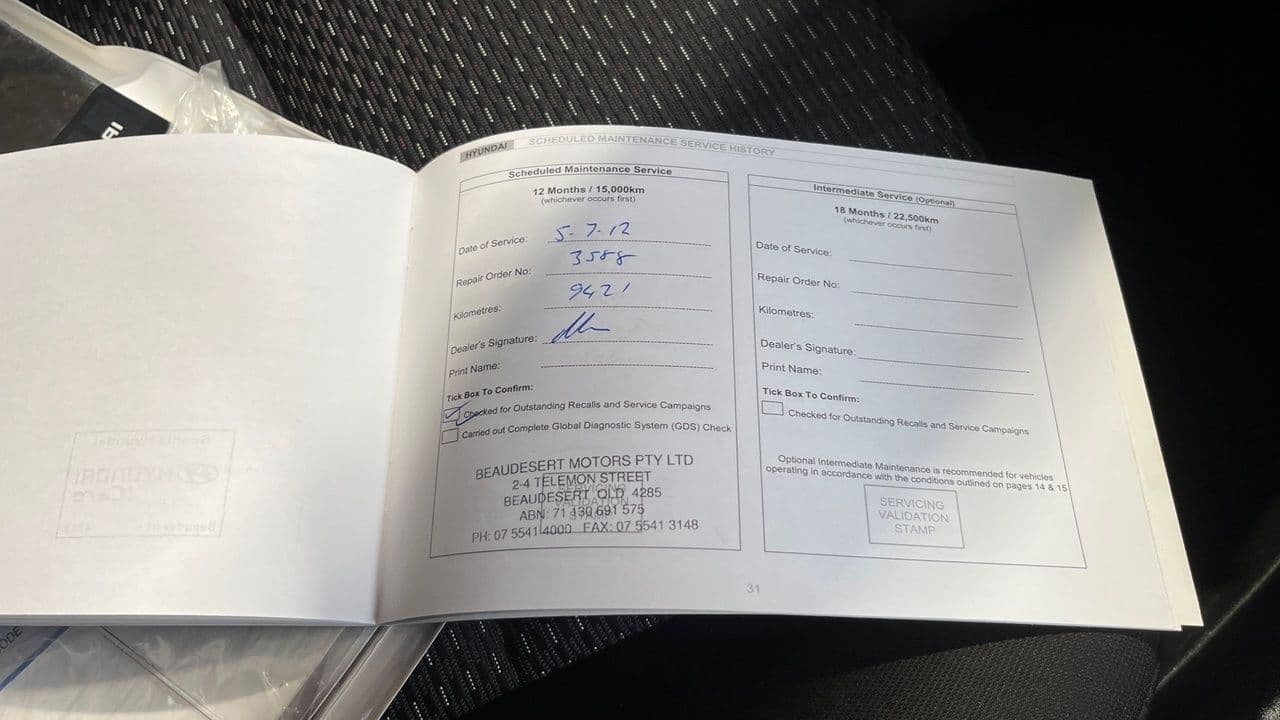 HYUNDAI SCHEDULED MAINTENANCE SERVICE HISTORY
Scheduled Maintenance Service
12 Months / 15,000km
(whichever occurs first)
Date of Service: 5-7-12
Repair Order No: 3588
Kilometres: 9421
Dealer's Signature:
Print Name:
Tick Box To Confirm:
Checked for Outstanding Recalls and Service Campaigns
Carried out Complete Global Diagnostic System (GDS) Check
BEAUDESERT MOTORS PTY LTD
2-4 TELEMON STREET
BEAUDESERT QLD 4285
ABN: 71 130 691 575
PH: 07 5541 4000 FAX: 07 5541 3148
Intermediate Service (Optional)
18 Months / 22,500km
(whichever occurs first)
Date of Service:
Repair Order No:
Kilometres:
Dealer's Signature:
Print Name:
Tick Box To Confirm:
Checked for Outstanding Recalls and Service Campaigns
Optional Intermediate Maintenance is recommended for vehicles
operating in accordance with the conditions outlined on pages 14 & 15
SERVICING
VALIDATION
STAMP
31